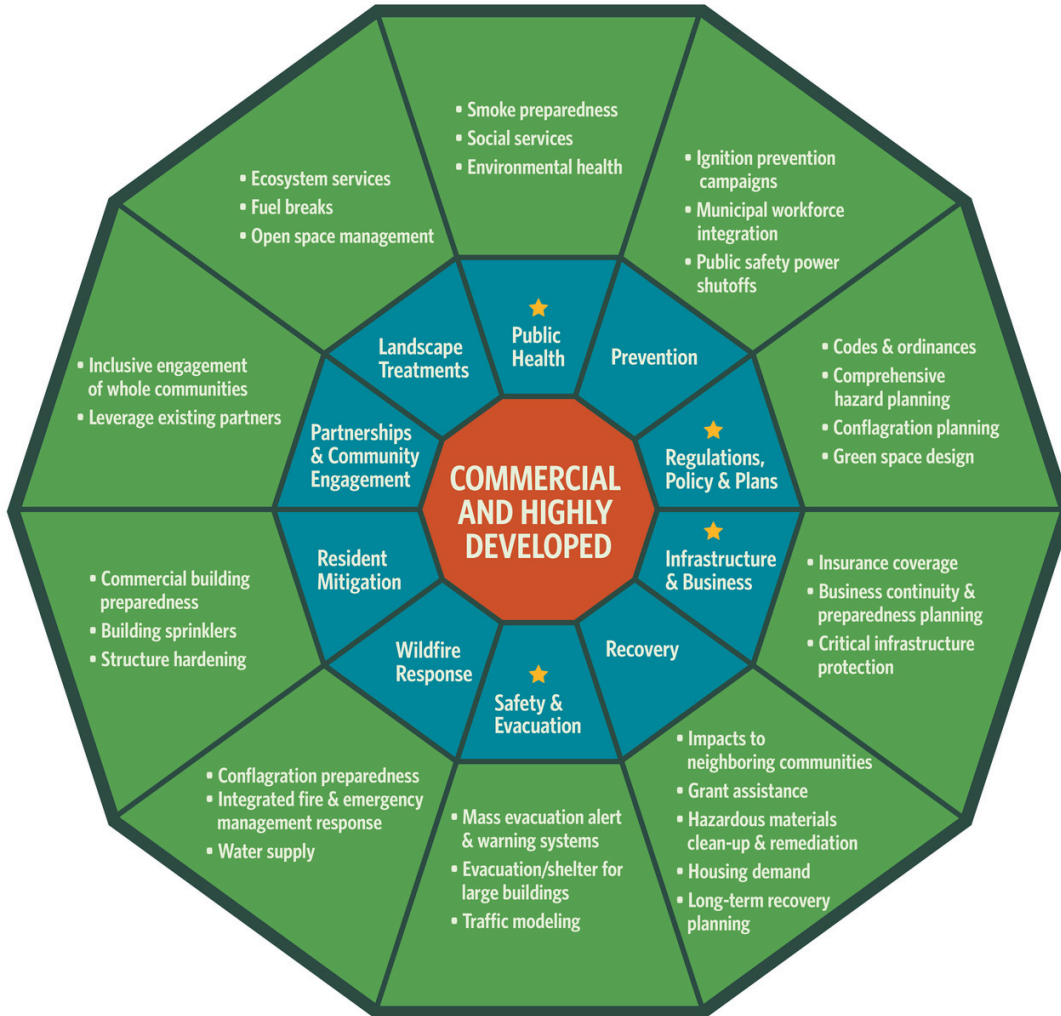 • Smoke preparedness
• Social services
• Environmental health
• Ignition prevention
campaigns
• Municipal workforce
integration
• Public safety power
shutoffs
• Codes & ordinances
• Comprehensive
hazard planning
• Conflagration planning
• Green space design
• Insurance coverage
• Business continuity &
preparedness planning
• Critical infrastructure
protection
• Impacts to
neighboring communities
• Grant assistance
• Hazardous materials
clean-up & remediation
• Housing demand
• Long-term recovery
planning
• Mass evacuation alert
& warning systems
• Evacuation/shelter for
large buildings
• Traffic modeling
• Conflagration preparedness
• Integrated fire & emergency
management response
• Water supply
• Commercial building
preparedness
• Building sprinklers
• Structure hardening
• Inclusive engagement
of whole communities
• Leverage existing partners
• Ecosystem services
• Fuel breaks
• Open space management
Public
Health
Prevention
Regulations,
Policy & Plans
Infrastructure
& Business
Recovery
Safety &
Evacuation
Wildfire
Response
Resident
Mitigation
Partnerships
& Community
Engagement
Landscape
Treatments
COMMERCIAL
AND HIGHLY
DEVELOPED